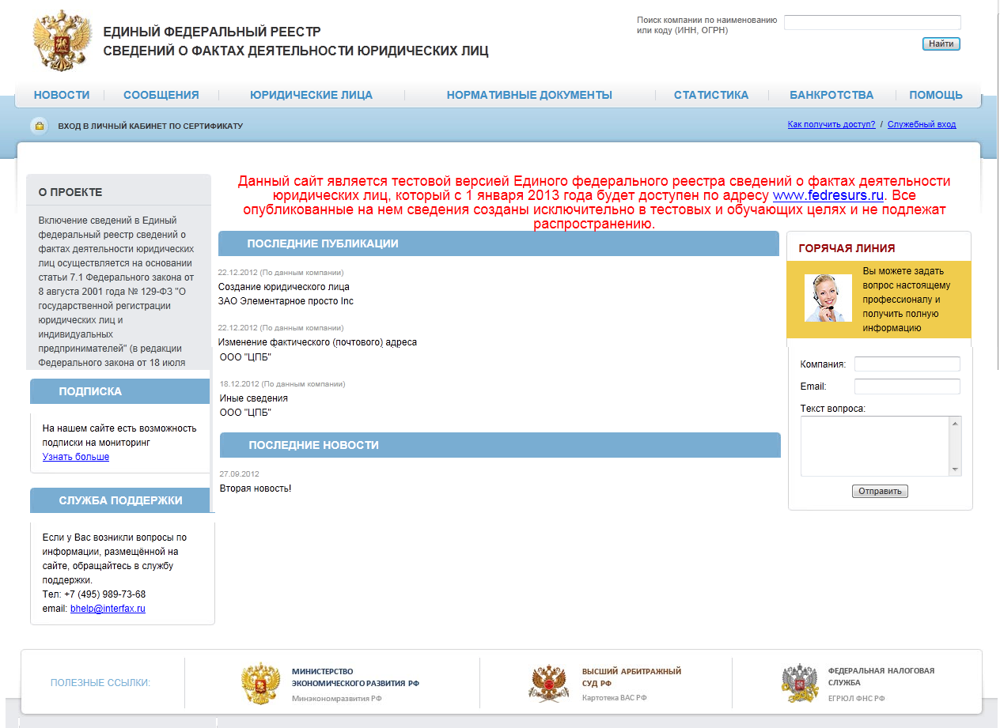 ЕДИНЫЙ ФЕДЕРАЛЬНЫЙ РЕЕСТР
СВЕДЕНИЙ О ФАКТАХ ДЕЯТЕЛЬНОСТИ ЮРИДИЧЕСКИХ ЛИЦ
Поиск компании по наименованию
или коду (ИНН, ОГРН)
Найти
НОВОСТИ СООБЩЕНИЯ ЮРИДИЧЕСКИЕ ЛИЦА НОРМАТИВНЫЕ ДОКУМЕНТЫ СТАТИСТИКА БАНКРОТСТВА ПОМОЩЬ
ВХОД В ЛИЧНЫЙ КАБИНЕТ ПО СЕРТИФИКАТУ
Как получить доступ? / Служебный вход
О ПРОЕКТЕ
Включение сведений в Единый
федеральный реестр сведений о
фактах деятельности юридических
лиц осуществляется на основании
статьи 7.1 Федерального закона от
8 августа 2001 года № 129-ФЗ "О
государственной регистрации
юридических лиц и
индивидуальных
предпринимателей" (в редакции
Федерального закона от 18 июля
ПОДПИСКА
На нашем сайте есть возможность
подписки на мониторинг
Узнать больше
СЛУЖБА ПОДДЕРЖКИ
Если у Вас возникли вопросы по
информации, размещённой на
сайте, обращайтесь в службу
поддержки.
Тел: +7 (495) 989-73-68
email: bhelp@interfax.ru
Данный сайт является тестовой версией Единого федерального реестра сведений о фактах деятельности
юридических лиц, который с 1 января 2013 года будет доступен по адресу www.fedresurs.ru. Все
опубликованные на нем сведения созданы исключительно в тестовых и обучающих целях и не подлежат
распространению.
ПОСЛЕДНИЕ ПУБЛИКАЦИИ
22.12.2012 (По данным компании)
Создание юридического лица
ЗАО Элементарное просто Inc
22.12.2012 (По данным компании)
Изменение фактического (почтового) адреса
ООО "ЦПБ"
18.12.2012 (По данным компании)
Иные сведения
ООО "ЦПБ"
ПОСЛЕДНИЕ НОВОСТИ
27.09.2012
Вторая новость!
ГОРЯЧАЯ ЛИНИЯ
Вы можете задать
вопрос настоящему
профессионалу и
получить полную
информацию
Компания:
Email:
Текст вопроса:
Отправить
ПОЛЕЗНЫЕ ССЫЛКИ:
МИНИСТЕРСТВО
ЭКОНОМИЧЕСКОГО РАЗВИТИЯ РФ
Минэкономразвития РФ
ВЫСШИЙ АРБИТРАЖНЫЙ
СУД РФ
Картотека ВАС РФ
ФЕДЕРАЛЬНАЯ НАЛОГОВАЯ
СЛУЖБА
ЕГРЮЛ ФНС РФ